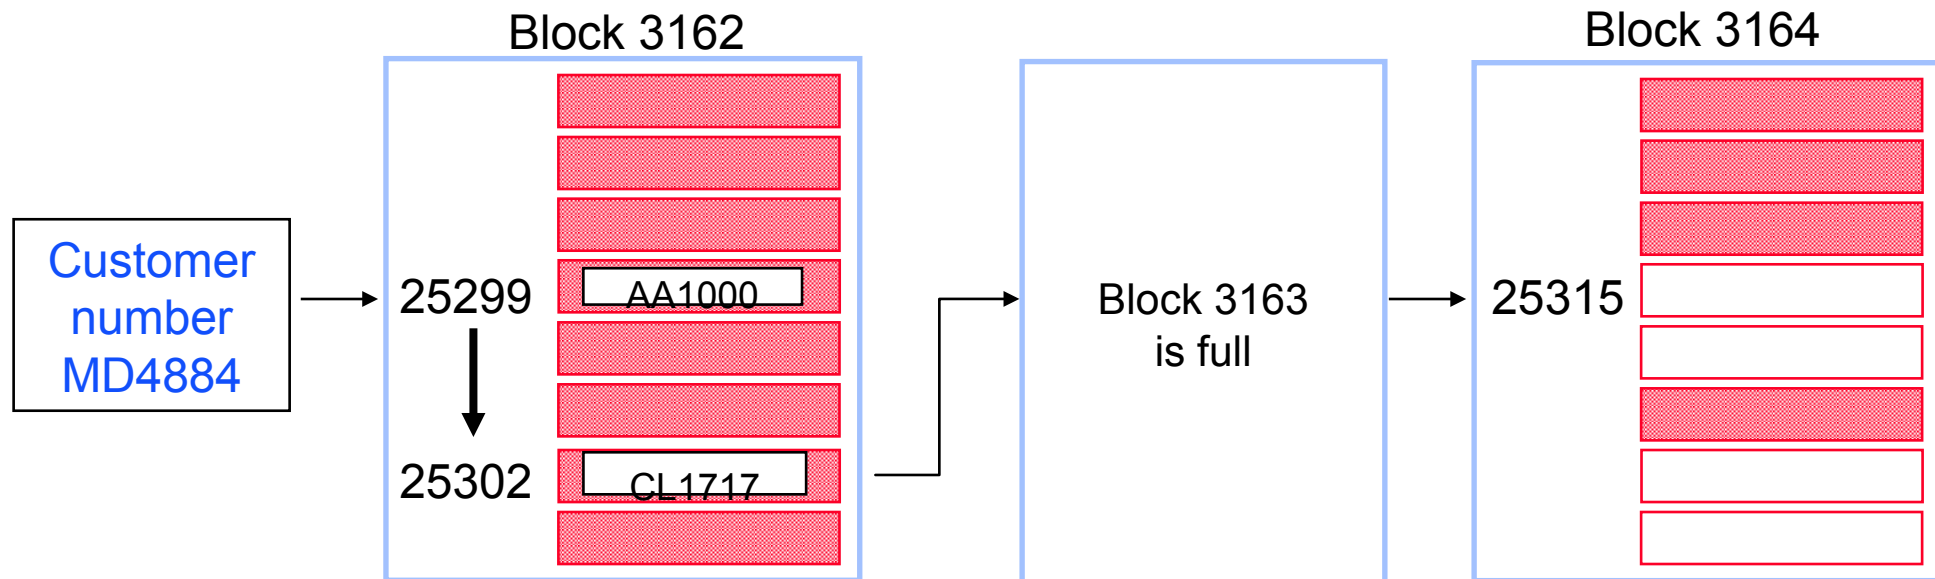 Block 3162
Block 3164
Customer
number
MD4884
25299
AA1000
25302
CL1717
Block 3163
is full
25315